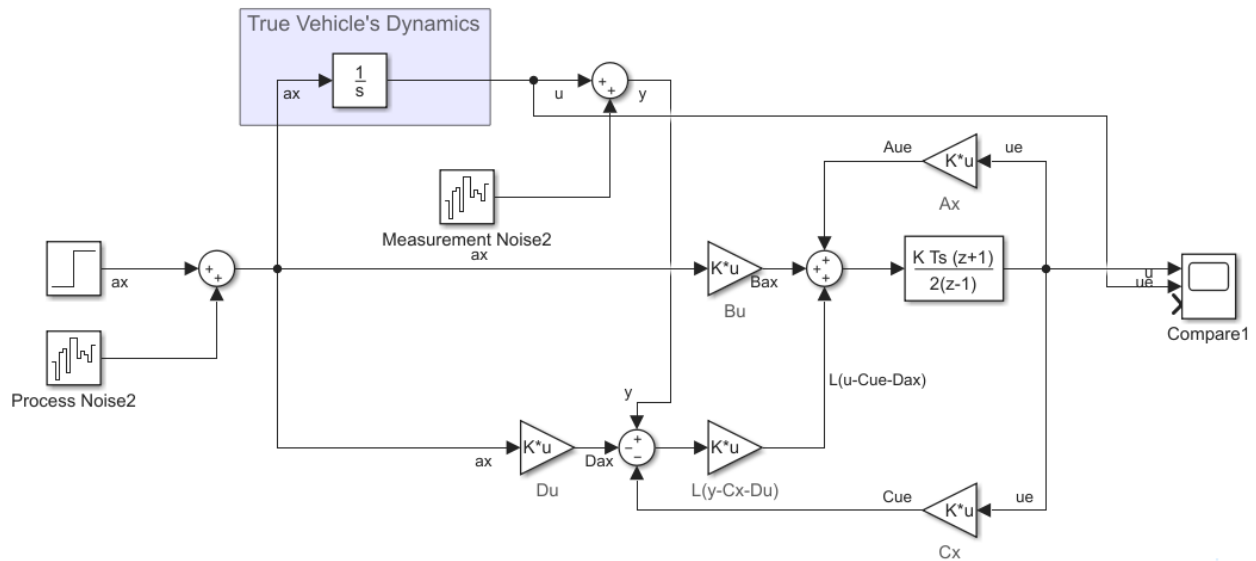 True Vehicle's Dynamics
1
s
ax
u
+
+
y
Measurement Noise2
Aue
K*u
ue
Ax
ax
+
+
ax
K*u
Bax
Bu
+
+
+
K Ts (z+1)
2(z-1)
u
ue
Compare1
Process Noise2
L(u-Cue-Dax)
y
ax
K*u
Dax
Du
+
−
−
K*u
L(y-Cx-Du)
Cue
K*u
ue
Cx